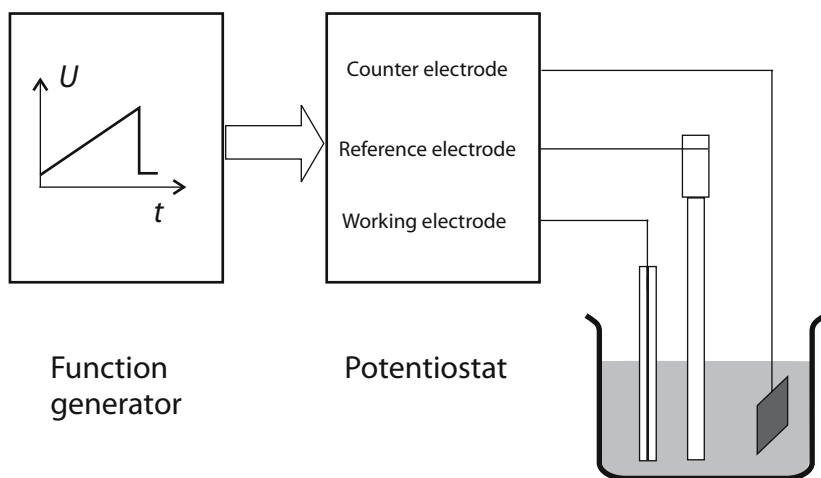 U
t
Counter electrode
Reference electrode
Working electrode
Function
generator
Potentiostat